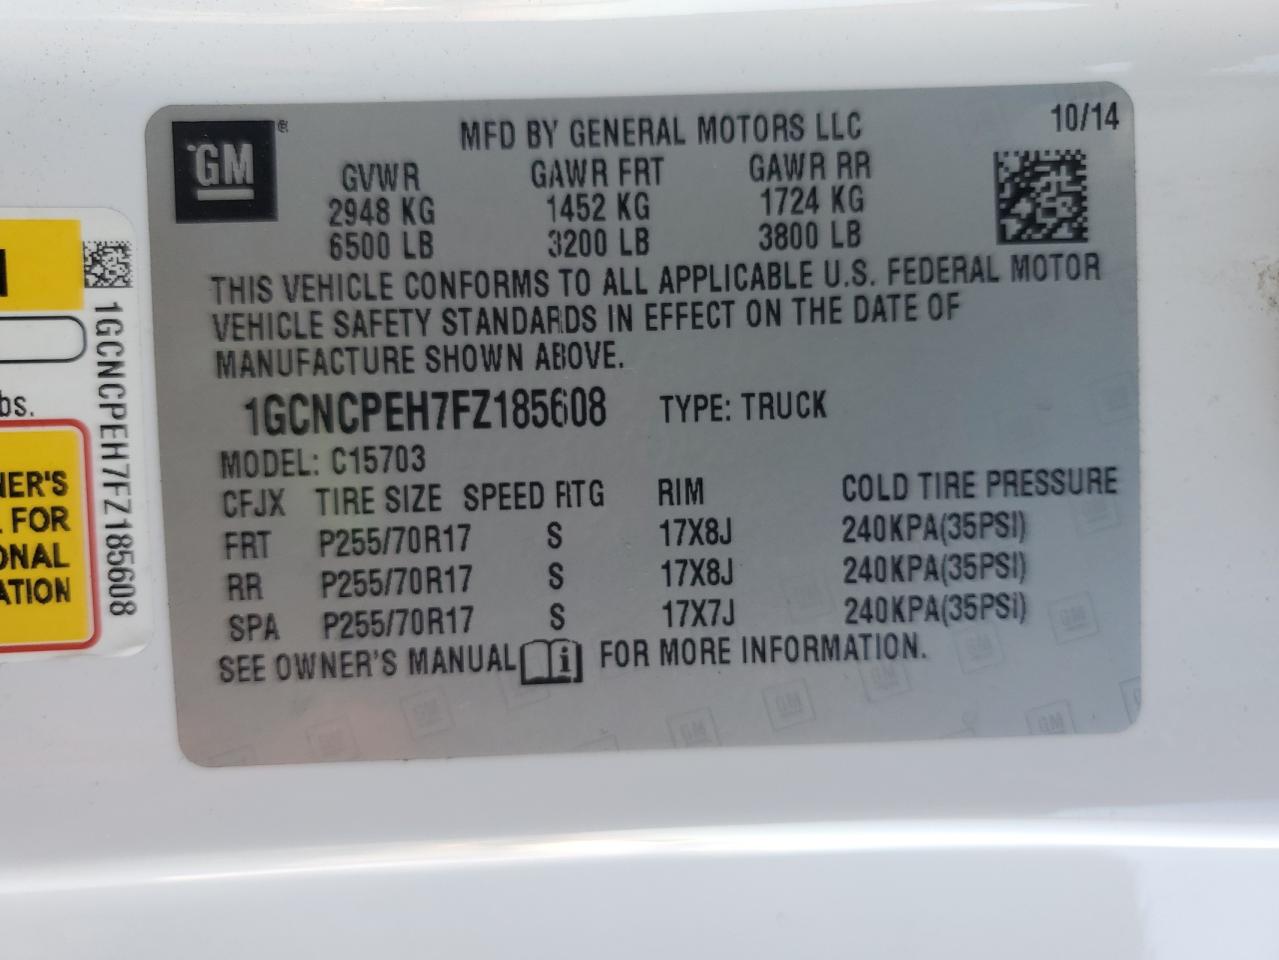 GM ®
MFD BY GENERAL MOTORS LLC
10/14
GVWR GAWR FRT GAWR RR
2948 KG 1452 KG 1724 KG
6500 LB 3200 LB 3800 LB
THIS VEHICLE CONFORMS TO ALL APPLICABLE U.S. FEDERAL MOTOR
VEHICLE SAFETY STANDARDS IN EFFECT ON THE DATE OF
MANUFACTURE SHOWN ABOVE.
1GCNCPEH7FZ185608 TYPE: TRUCK
MODEL: C15703
CFJX TIRE SIZE SPEED RTG RIM COLD TIRE PRESSURE
FRT P255/70R17 S 17X8J 240KPA(35PSI)
RR P255/70R17 S 17X8J 240KPA(35PSI)
SPA P255/70R17 S 17X7J 240KPA(35PSI)
SEE OWNER'S MANUAL i FOR MORE INFORMATION.
1GCNCPEH7FZ185608
bs.
NER'S
FOR
ONAL
ATION